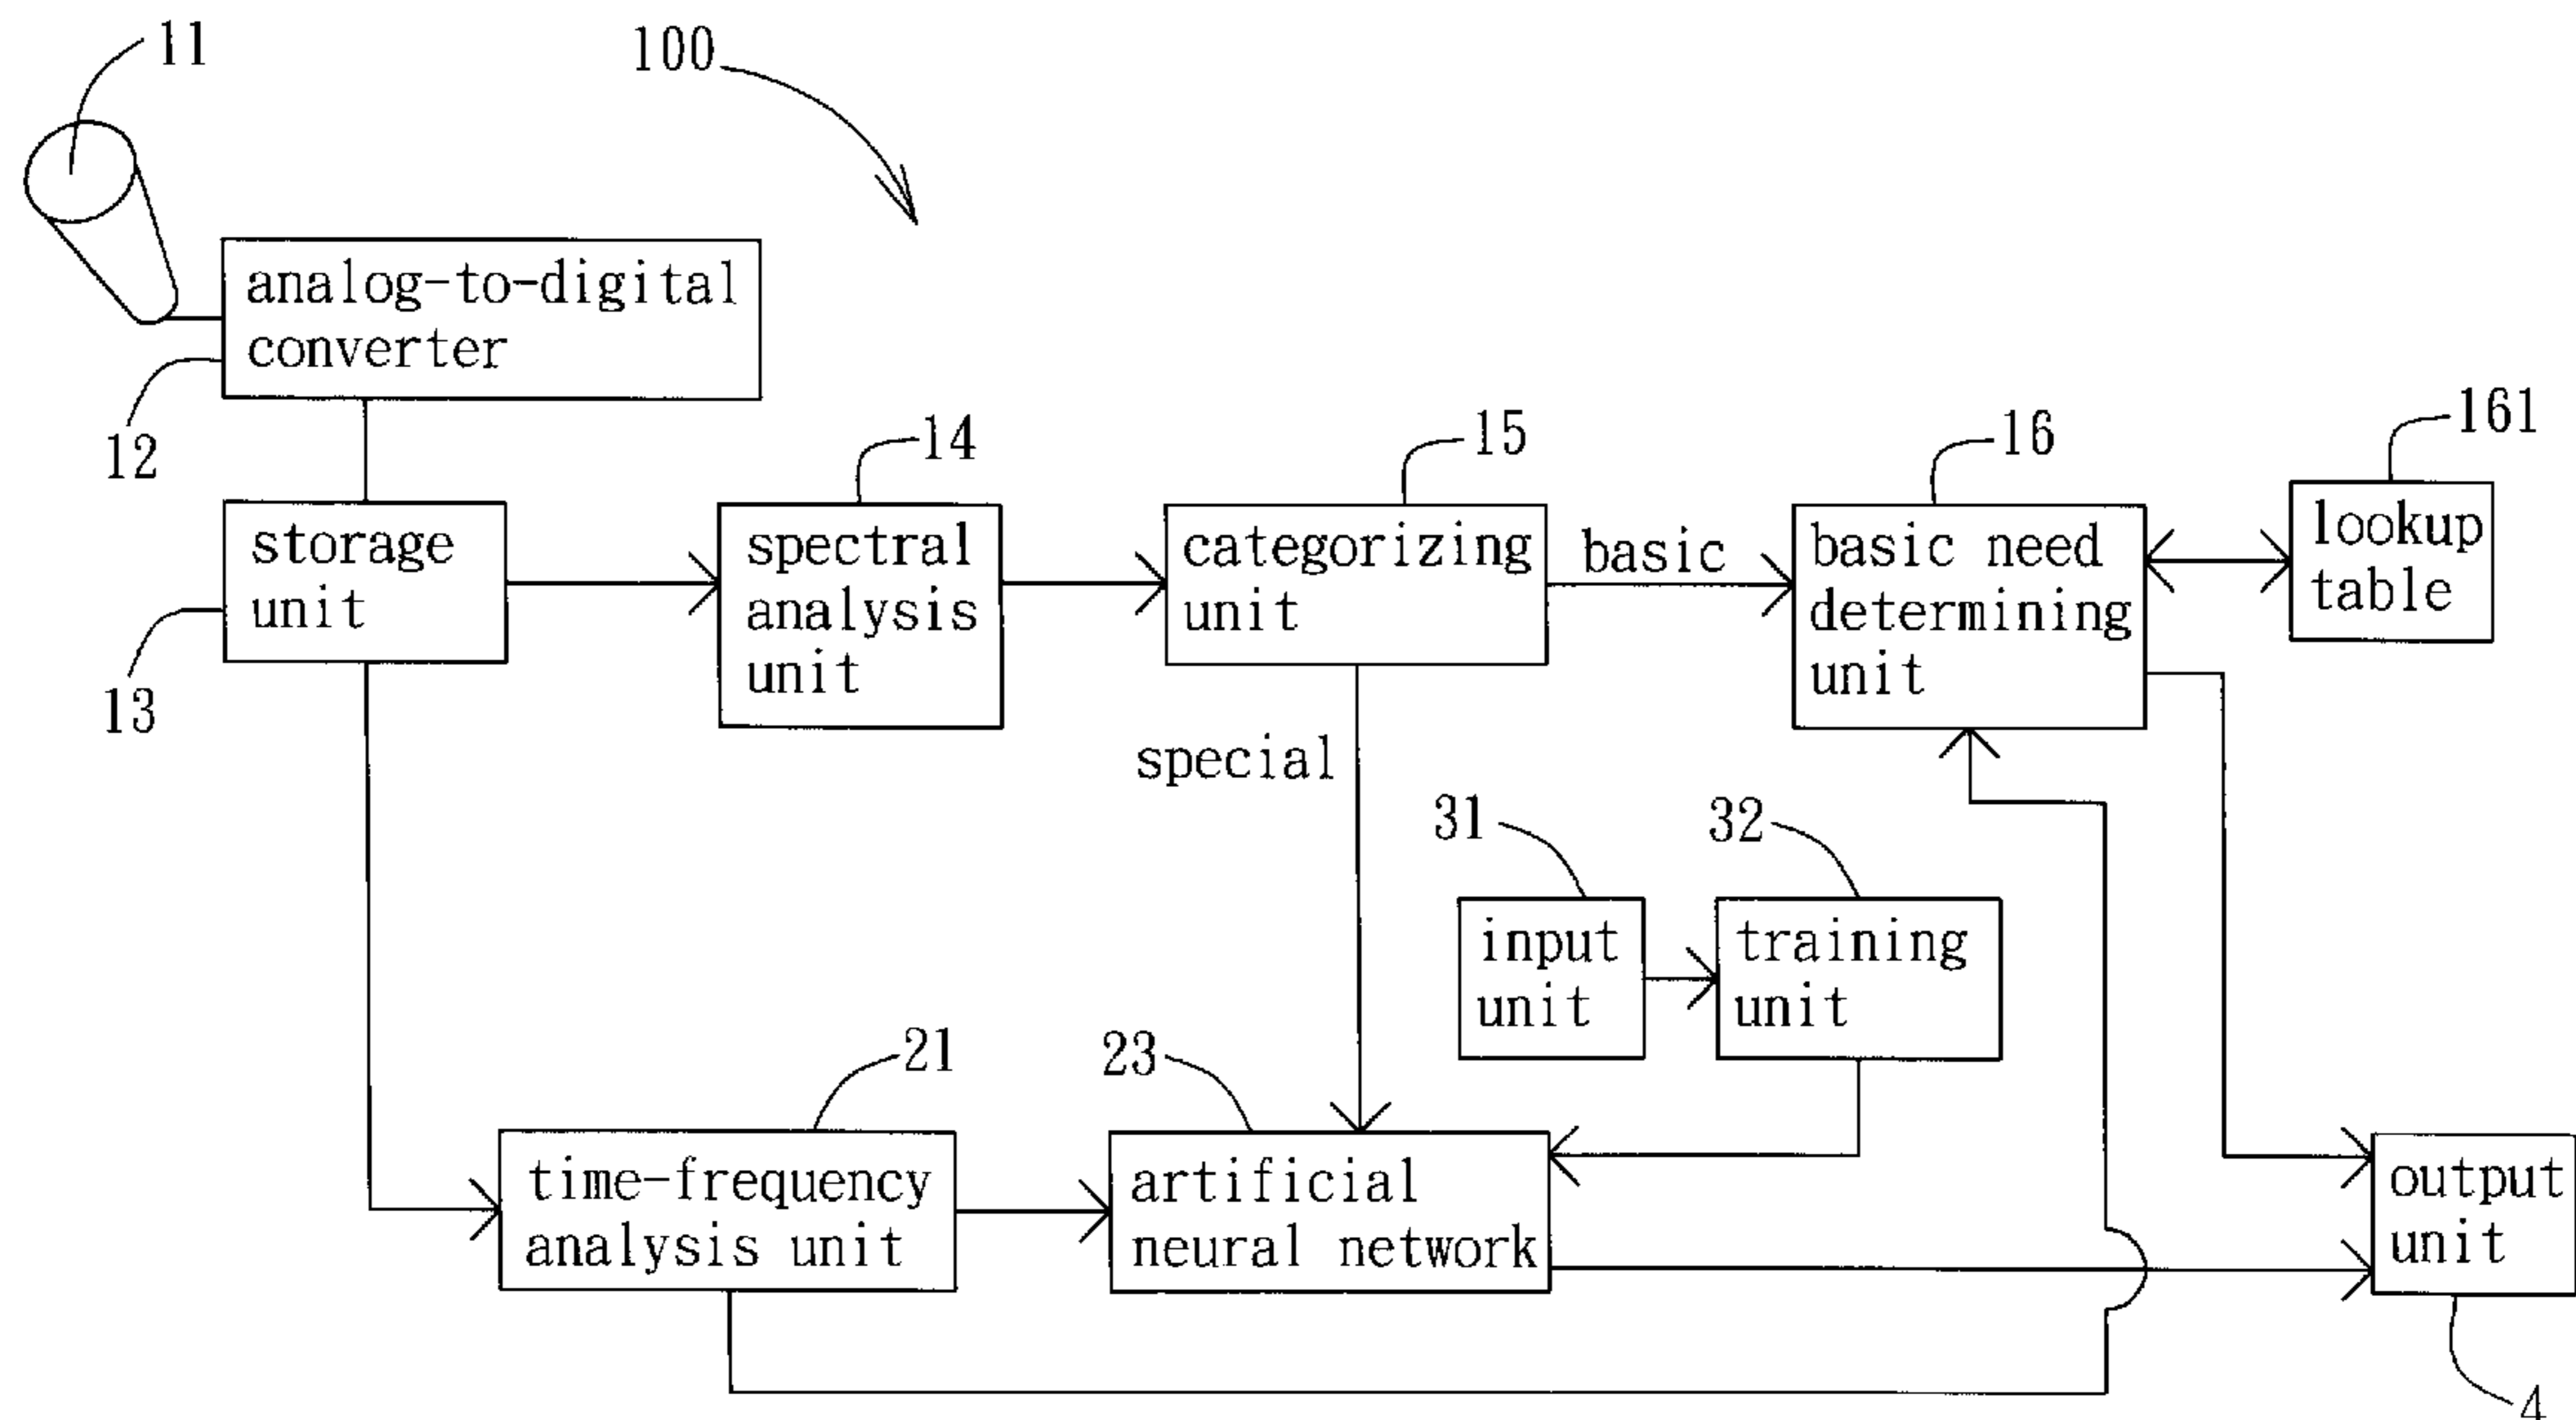 11
100
analog-to-digital
converter
12
14
15
16
161
storage
unit
13
spectral
analysis
unit
categorizing
unit
basic
basic need
determining
unit
lookup
table
special
31
32
input
unit
training
unit
21
23
time-frequency
analysis unit
artificial
neural network
output
unit
4